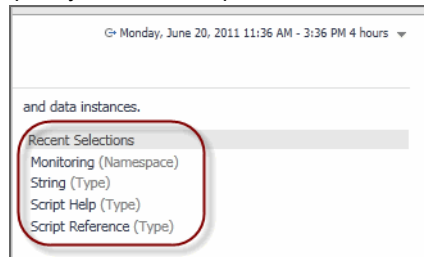 Monday, June 20, 2011 11:36 AM - 3:36 PM 4 hours
and data instances.
Recent Selections
Monitoring (Namespace)
String (Type)
Script Help (Type)
Script Reference (Type)